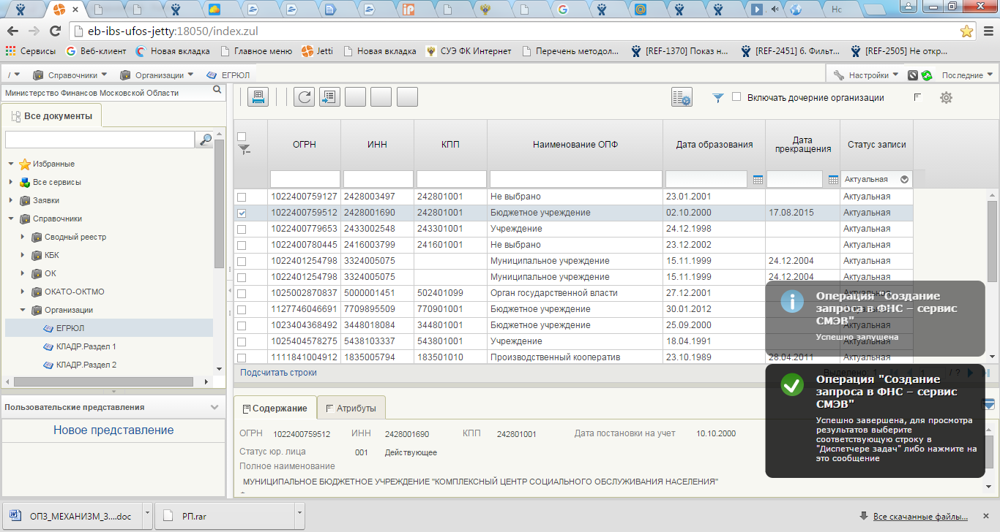 Нс
eb-ibs-ufos-jetty:18050/index.zul
Сервисы Веб-клиент Новая вкладка Главное меню Jetti Новая вкладка СУЭ ФК Интернет Перечень методол... [REF-1370] Показ н... [REF-2451] 6. Фильт... [REF-2505] Не откр...
/ Справочники Организации ЕГРЮЛ Настройки Последние
Министерство Финансов Московской Области
Все документы
Избранные
Все сервисы
Заявки
Справочники
Сводный реестр
КБК
ОК
ОКАТО-ОКТМО
Организации
ЕГРЮЛ
КЛАДР.Раздел 1
КЛАДР.Раздел 2
Пользовательские представления
Новое представление
Включать дочерние организации
ОГРН ИНН КПП Наименование ОПФ Дата образования Дата прекращения Статус записи
Актуальная
1022400759127 2428003497 242801001 Не выбрано 23.01.2001 Актуальная
1022400759512 2428001690 242801001 Бюджетное учреждение 02.10.2000 17.08.2015 Актуальная
1022400779653 2433002548 243301001 Учреждение 24.12.1998 Актуальная
1022400780445 2416003799 241601001 Не выбрано 23.12.2002 Актуальная
1022401254798 3324005075 Муниципальное учреждение 15.11.1999 24.12.2004 Актуальная
1022401254798 3324005075 Муниципальное учреждение 15.11.1999 24.12.2004 Актуальная
1025002870837 5000001451 502401099 Орган государственной власти 27.12.2001
1127746046691 7709895509 770901001 Бюджетное учреждение 30.01.2012
1023404368492 3448018084 344801001 Бюджетное учреждение 25.09.2000
1025404578275 5438103337 543801001 Учреждение 18.04.1991
1111841004912 1835005794 183501010 Производственный кооператив 23.10.1989 28.04.2011 Актуальная
Подсчитать строки Выделено: 1 1 / ?
Операция "Создание
запроса в ФНС – сервис
СМЭВ"
Успешно запущена
Операция "Создание
запроса в ФНС – сервис
СМЭВ"
Успешно завершена, для просмотра
результатов выберите
соответствующую строку в
"Диспетчере задач" либо нажмите на
это сообщение
Содержание Атрибуты
ОГРН 1022400759512 ИНН 2428001690 КПП 242801001 Дата постановки на учет 10.10.2000
Статус юр. лица 001 Действующее
Полное наименование
МУНИЦИПАЛЬНОЕ БЮДЖЕТНОЕ УЧРЕЖДЕНИЕ "КОМПЛЕКСНЫЙ ЦЕНТР СОЦИАЛЬНОГО ОБСЛУЖИВАНИЯ НАСЕЛЕНИЯ"
ОПЗ_МЕХАНИЗМ_З....doc РП.rar Все скачанные файлы...